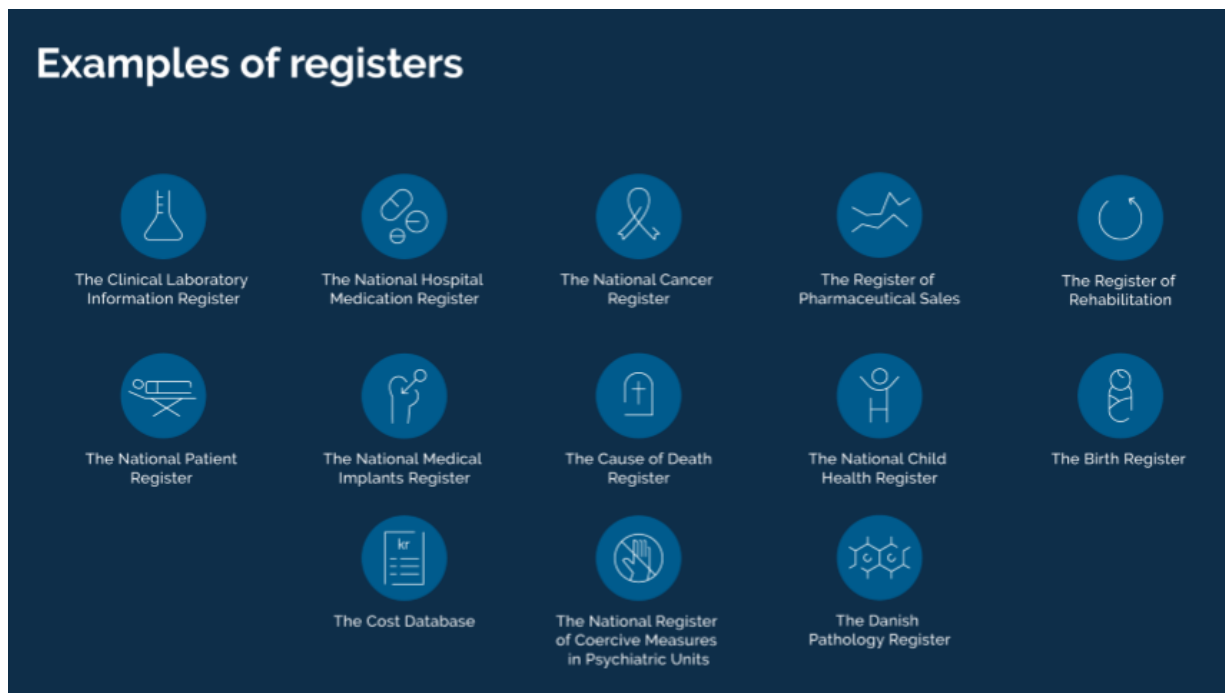 Examples of registers
The Clinical Laboratory
Information Register
The National Hospital
Medication Register
The National Cancer
Register
The Register of
Pharmaceutical Sales
The Register of
Rehabilitation
The National Patient
Register
The National Medical
Implants Register
The Cause of Death
Register
The National Child
Health Register
The Birth Register
kr
The Cost Database
The National Register
of Coercive Measures
in Psychiatric Units
C C
The Danish
Pathology Register